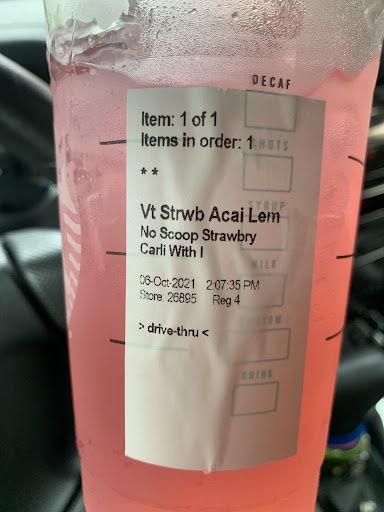 DECAF
Item: 1 of 1
Items in order: 1
SHOTS
* *
SYRUP
Vt Strwb Acai Lem
No Scoop Strawbry
Carli With I
MILK
06-Oct-2021 2:07:35 PM
Store: 26895 Reg 4
CUSTOM
> drive-thru <
DRINK